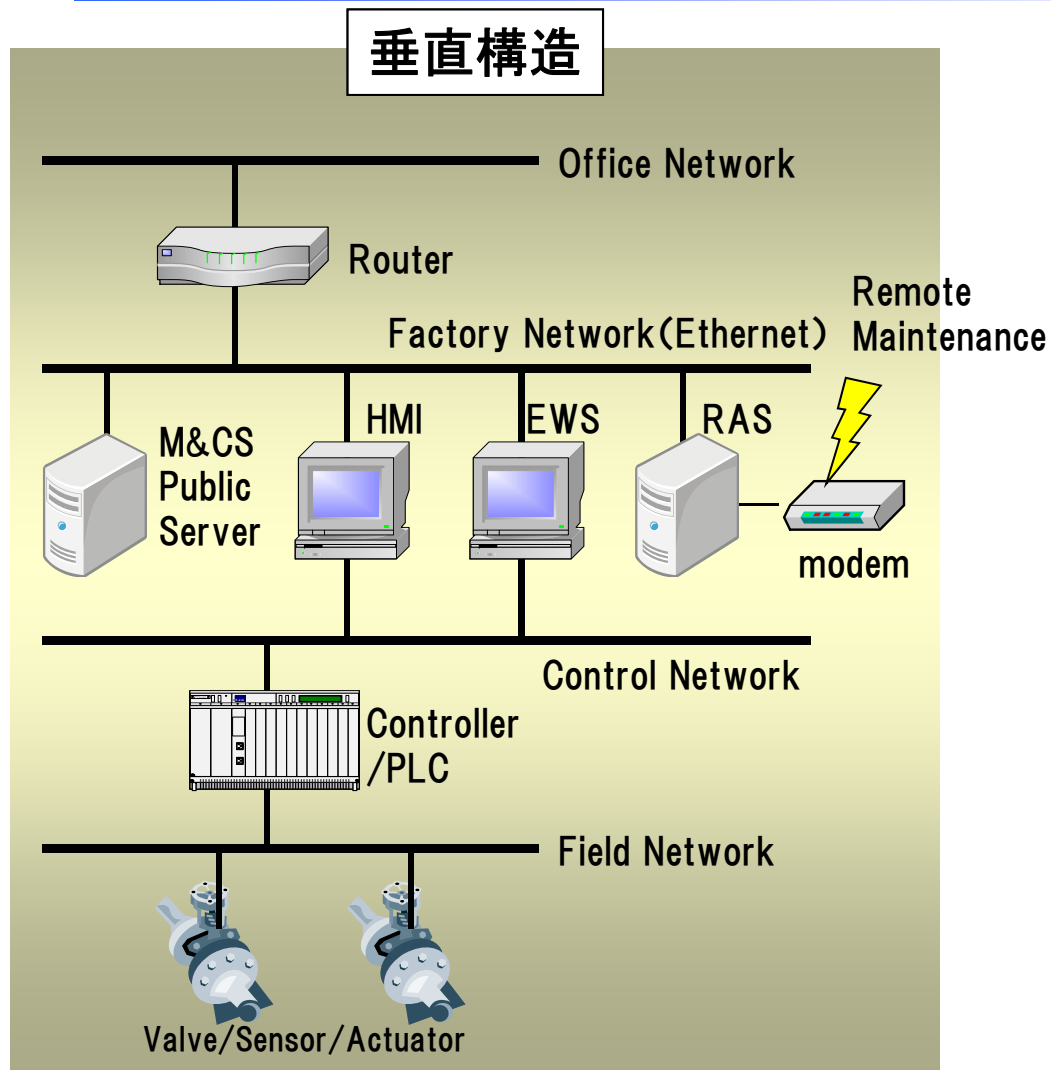 垂直構造
Office Network
Router
Remote
Maintenance
Factory Network(Ethernet)
M&CS
Public
Server
HMI
EWS
RAS
modem
Control Network
Controller
/PLC
Field Network
Valve/Sensor/Actuator